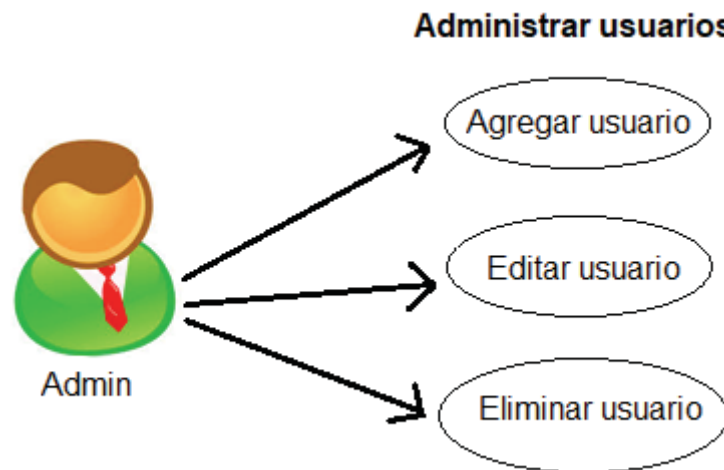 Administrar usuarios
Agregar usuario
Editar usuario
Admin
Eliminar usuario